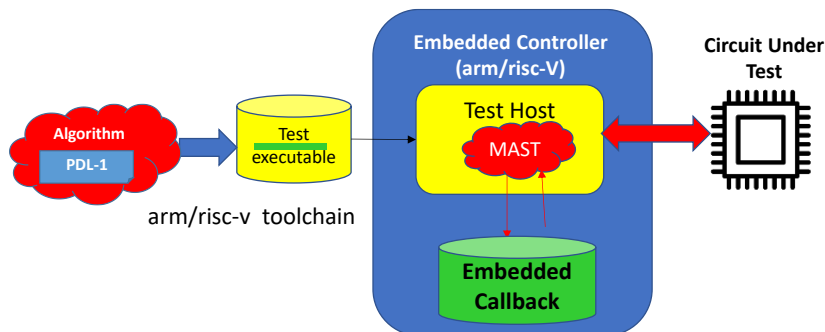 Algorithm
PDL-1
Test
executable
arm/risc-v toolchain
Embedded Controller
(arm/risc-V)
Test Host
MAST
Embedded
Callback
Circuit Under
Test